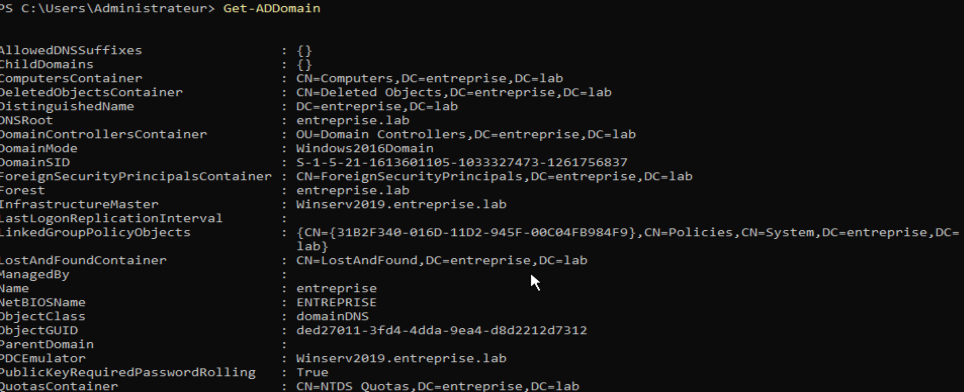 PS C:\Users\Administrateur> Get-ADDomain
AllowedDNSSuffixes : {}
ChildDomains : {}
ComputersContainer : CN=Computers,DC=entreprise,DC=lab
DeletedObjectsContainer : CN=Deleted Objects,DC=entreprise,DC=lab
DistinguishedName : DC=entreprise,DC=lab
DNSRoot : entreprise.lab
DomainControllersContainer : OU=Domain Controllers,DC=entreprise,DC=lab
DomainMode : Windows2016Domain
DomainSID : S-1-5-21-1613601105-1033327473-1261756837
ForeignSecurityPrincipalsContainer : CN=ForeignSecurityPrincipals,DC=entreprise,DC=lab
Forest : entreprise.lab
InfrastructureMaster : Winserv2019.entreprise.lab
LastLogonReplicationInterval :
LinkedGroupPolicyObjects : {CN={31B2F340-016D-11D2-945F-00C04FB984F9},CN=Policies,CN=System,DC=entreprise,DC=
lab}
LostAndFoundContainer : CN=LostAndFound,DC=entreprise,DC=lab
ManagedBy :
Name : entreprise
NetBIOSName : ENTREPRISE
ObjectClass : domainDNS
ObjectGUID : ded27011-3fd4-4dda-9ea4-d8d2212d7312
ParentDomain :
PDCEmulator : Winserv2019.entreprise.lab
PublicKeyRequiredPasswordRolling : True
QuotasContainer : CN=NTDS Quotas,DC=entreprise,DC=lab